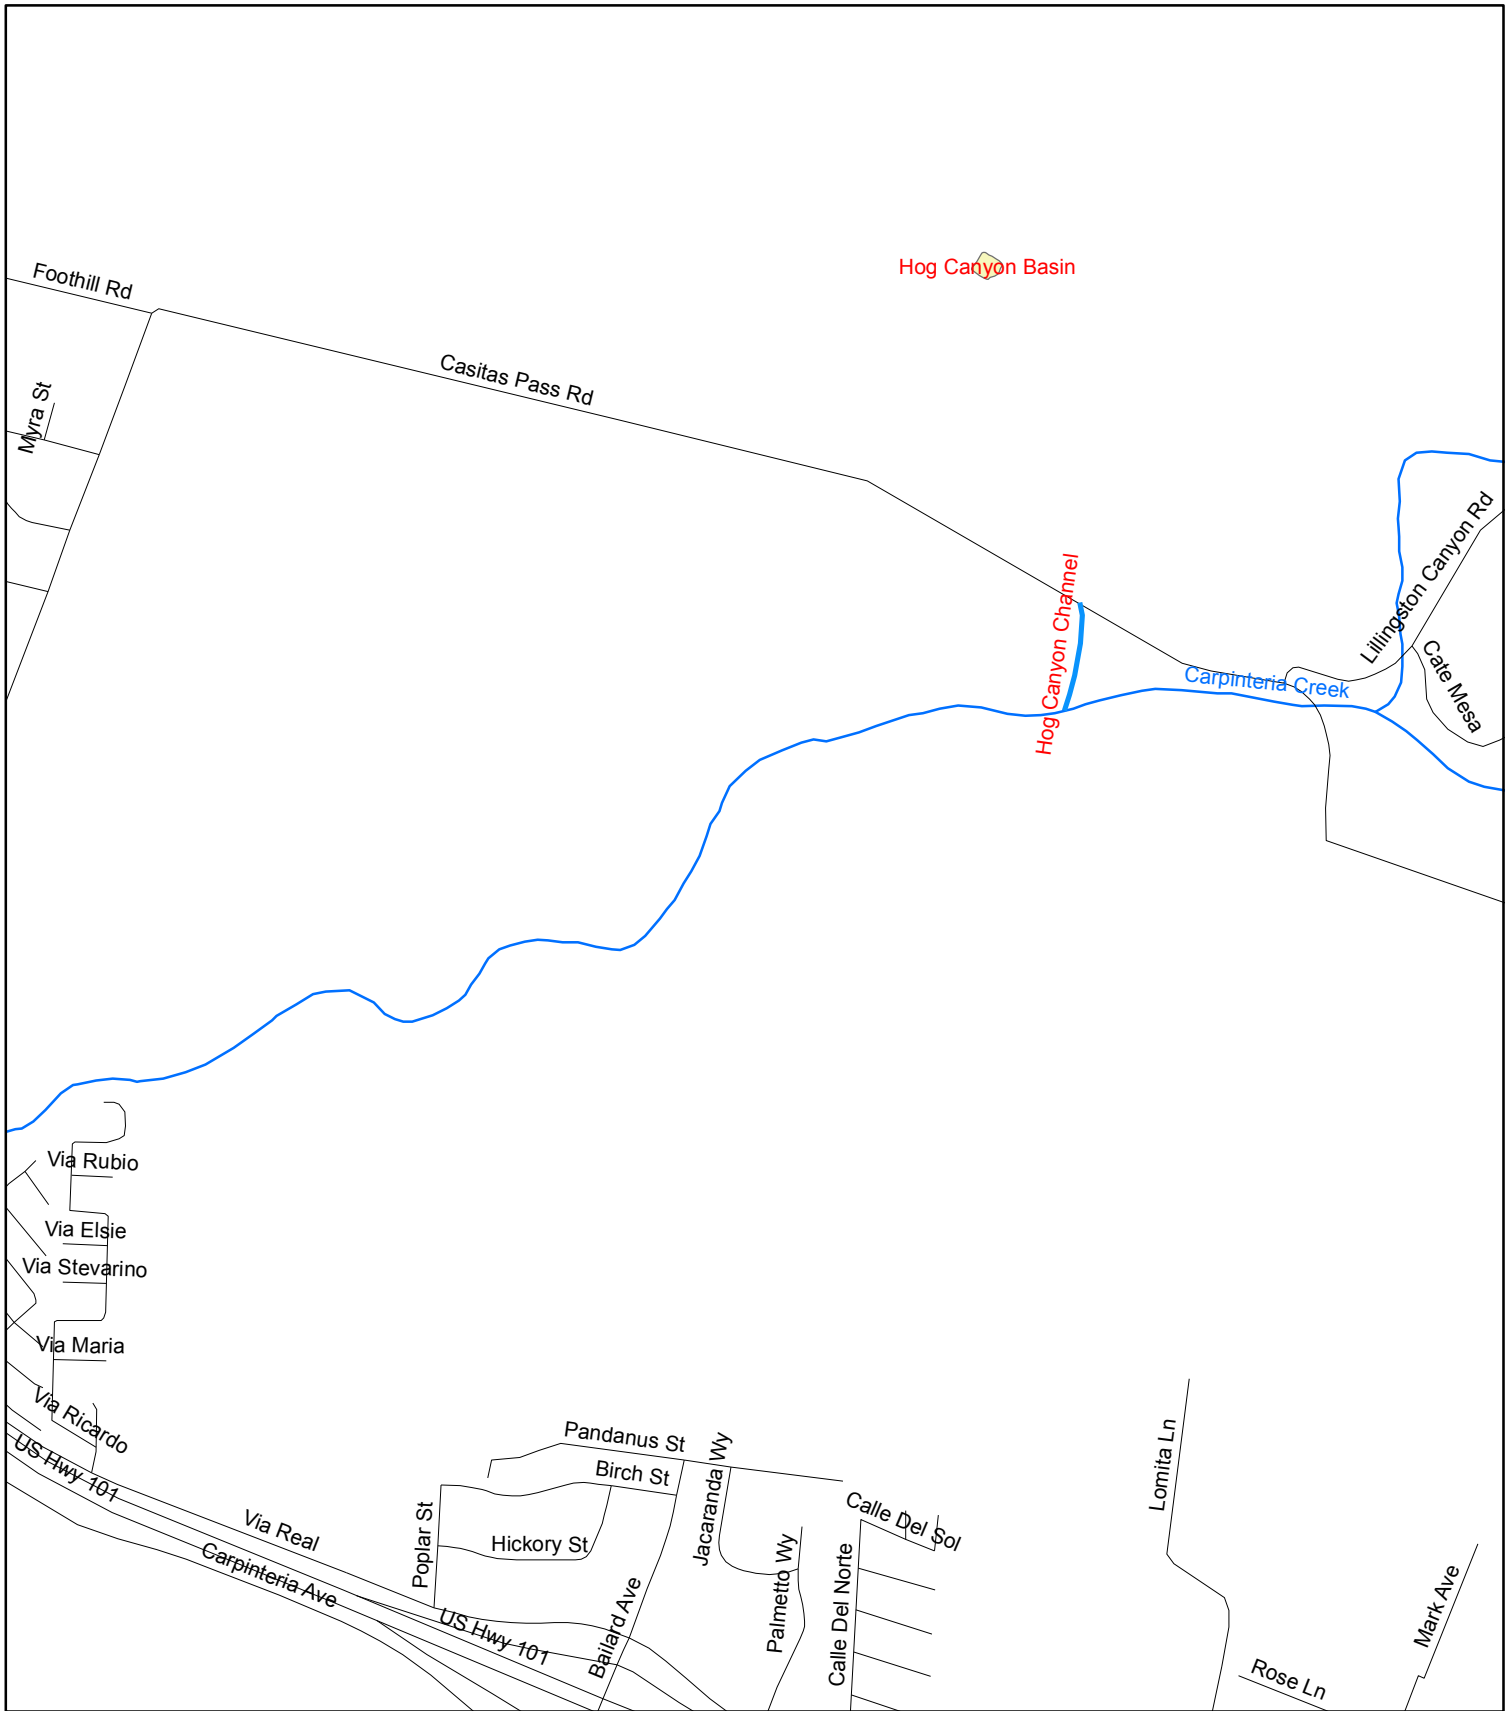 Hog Canyon Basin
Foothill Rd
Casitas Pass Rd
Myra St
Lillingston Canyon Rd
Hog Canyon Channel
Cate Mesa
Carpinteria Creek
Via Rubio
Via Elsie
Via Stevarino
Via Maria
Via Ricardo
US Hwy 101
Pandanus St
Jacaranda Wy
Lomita Ln
Birch St
Poplar St
Calle Del Sol
Via Real
Hickory St
Palmetto Wy
Calle Del Norte
Carpinteria Ave
Bailard Ave
Mark Ave
US Hwy 101
Rose Ln